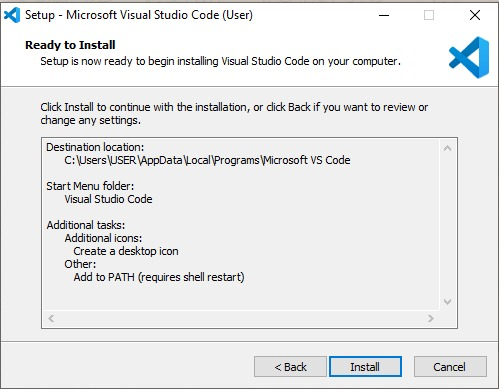 Setup - Microsoft Visual Studio Code (User)
Ready to Install
Setup is now ready to begin installing Visual Studio Code on your computer.
Click Install to continue with the installation, or click Back if you want to review or
change any settings.
Destination location:
C:\Users\USER\AppData\Local\Programs\Microsoft VS Code
Start Menu folder:
Visual Studio Code
Additional tasks:
Additional icons:
Create a desktop icon
Other:
Add to PATH (requires shell restart)
< Back Install Cancel